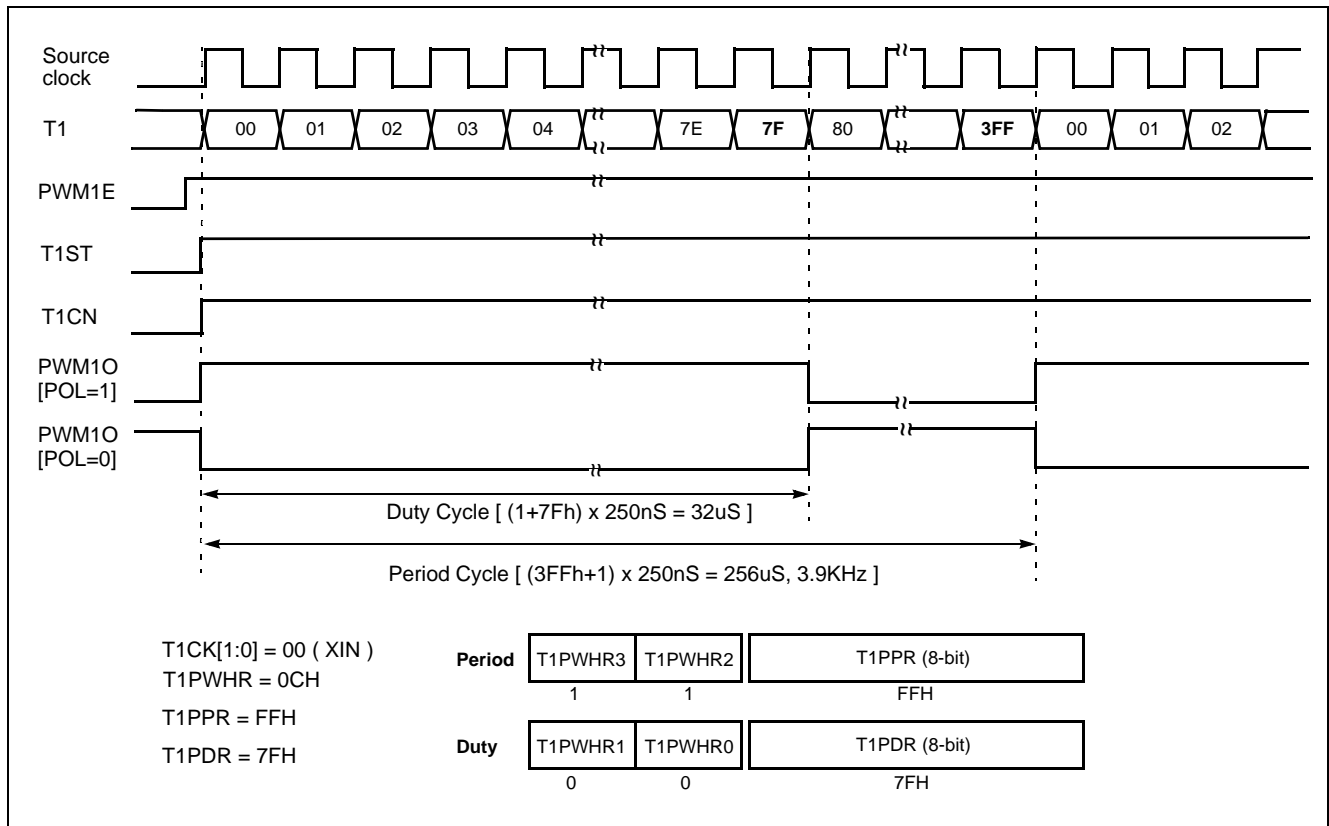 Source
clock
T1
00 01 02 03 04 7E 7F 80 3FF 00 01 02
PWM1E
T1ST
T1CN
PWM1O
[POL=1]
PWM1O
[POL=0]
Duty Cycle [ (1+7Fh) x 250nS = 32uS ]
Period Cycle [ (3FFh+1) x 250nS = 256uS, 3.9KHz ]
T1CK[1:0] = 00 ( XIN )
T1PWHR = 0CH
T1PPR = FFH
T1PDR = 7FH
Period T1PWHR3 T1PWHR2 T1PPR (8-bit)
1 1 FFH
Duty T1PWHR1 T1PWHR0 T1PDR (8-bit)
0 0 7FH